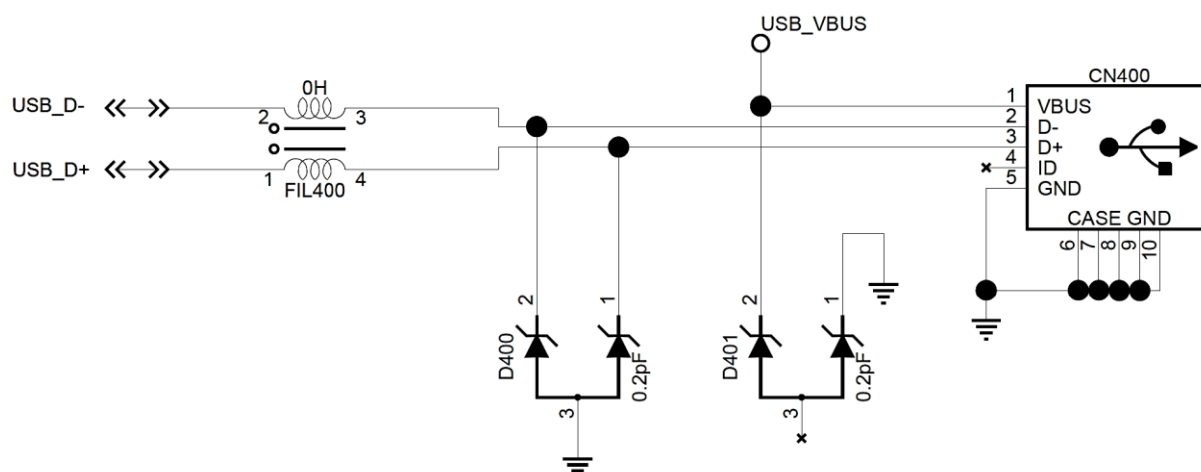 USB_VBUS
CN400
USB_D-
0H
2 3
1 VBUS
2 D-
3 D+
4 ID
5 GND
USB_D+
1 4
FIL400
CASE GND
6 7 8 9 10
2 1
D400 0.2pF
3
2 1
D401 0.2pF
3